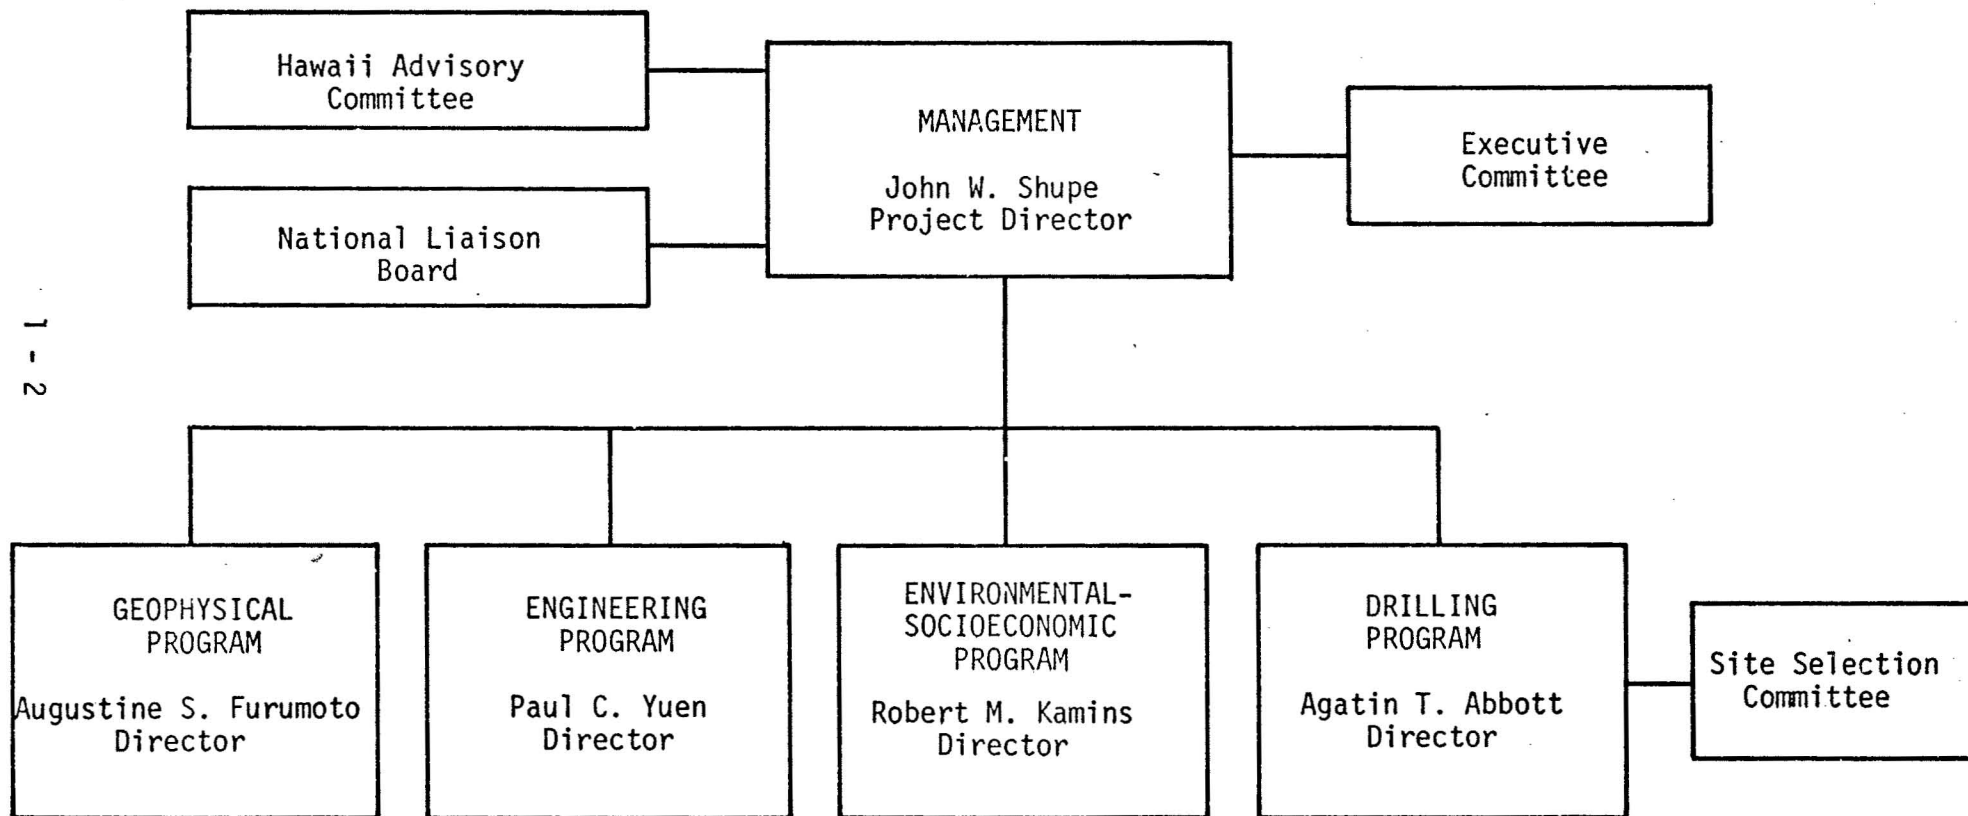 Hawaii Advisory
Committee
MANAGEMENT
John W. Shupe
Project Director
Executive
Committee
National Liaison
Board
1 - 2
GEOPHYSICAL
PROGRAM
Augustine S. Furumoto
Director
ENGINEERING
PROGRAM
Paul C. Yuen
Director
ENVIRONMENTAL-
SOCIOECONOMIC
PROGRAM
Robert M. Kamins
Director
DRILLING
PROGRAM
Agatin T. Abbott
Director
Site Selection
Committee